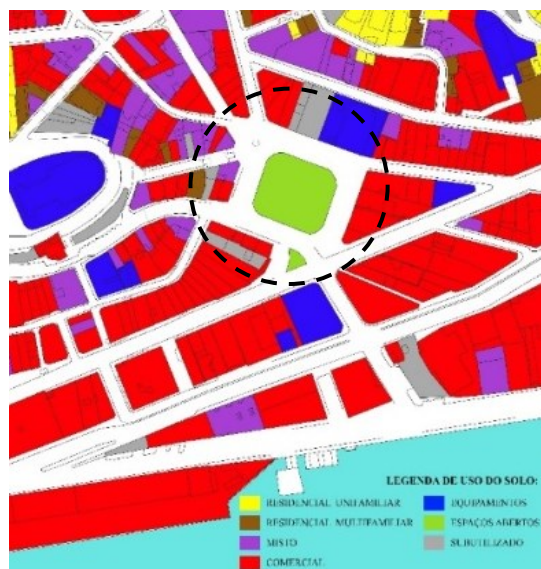 LEGENDA DE USO DO SOLO:
RESIDENCIAL UNIFAMILIAR
RESIDENCIAL MULTIFAMILIAR
MISTO
COMERCIAL
EQUIPAMENTOS
ESPAÇOS ABERTOS
SUBUTILIZADO